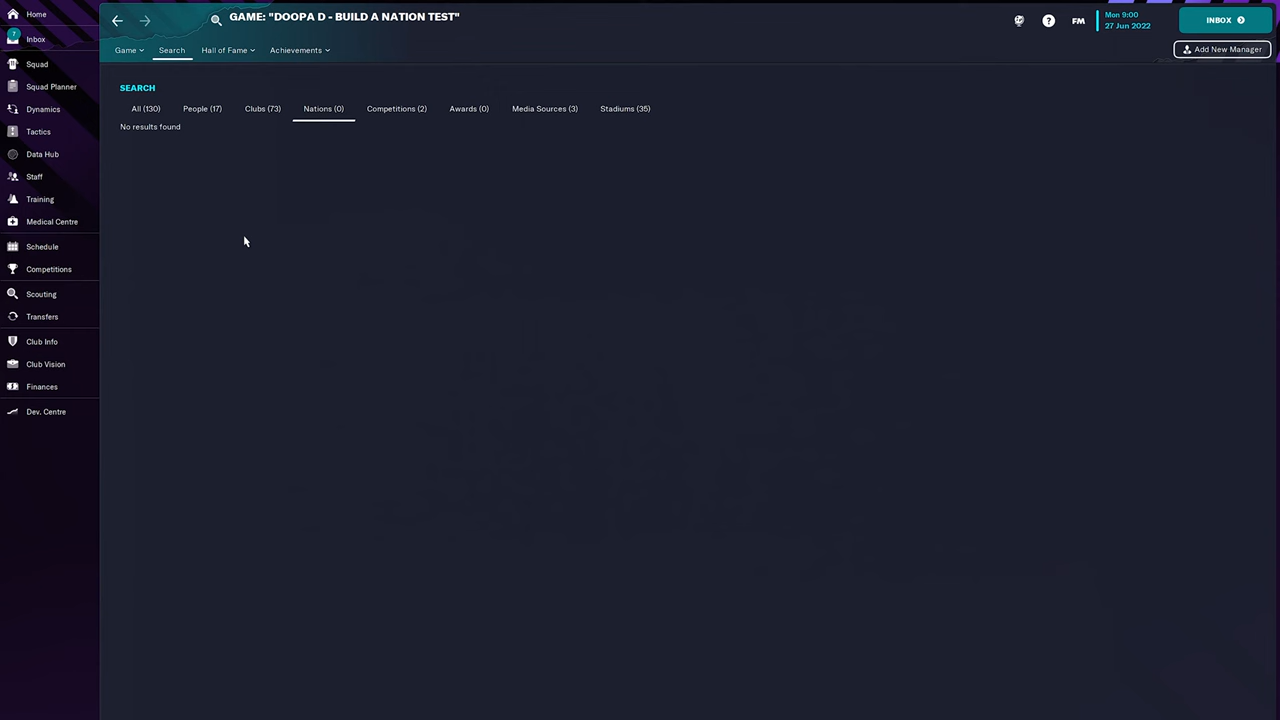 Home
7
Inbox
Squad
Squad Planner
Dynamics
Tactics
Data Hub
Staff
Training
Medical Centre
Schedule
Competitions
Scouting
Transfers
Club Info
Club Vision
Finances
Dev. Centre
GAME: "DOOPA D - BUILD A NATION TEST"
FM
Mon 9:00
27 Jun 2022
INBOX
Game
Search
Hall of Fame
Achievements
Add New Manager
SEARCH
All (130)
People (17)
Clubs (73)
Nations (0)
Competitions (2)
Awards (0)
Media Sources (3)
Stadiums (35)
No results found